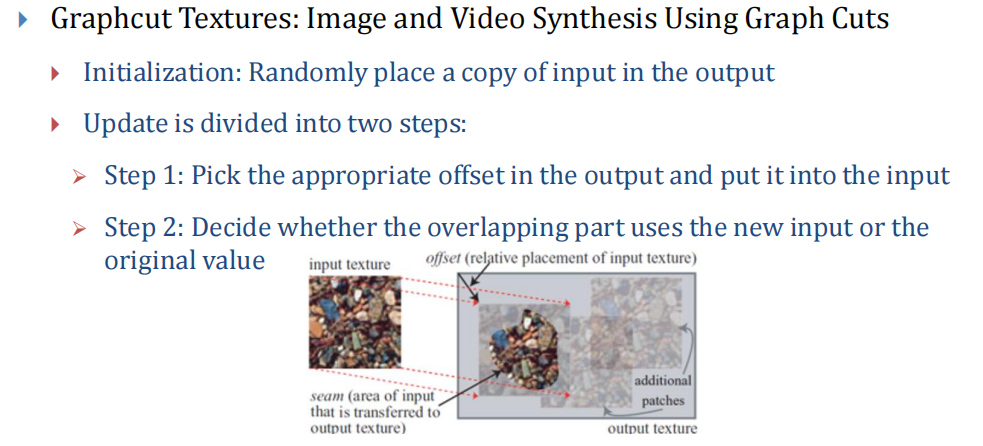 Graphcut Textures: Image and Video Synthesis Using Graph Cuts
Initialization: Randomly place a copy of input in the output
Update is divided into two steps:
Step 1: Pick the appropriate offset in the output and put it into the input
Step 2: Decide whether the overlapping part uses the new input or the
original value
input texture
offset (relative placement of input texture)
additional
patches
seam (area of input
that is transferred to
output texture)
output texture